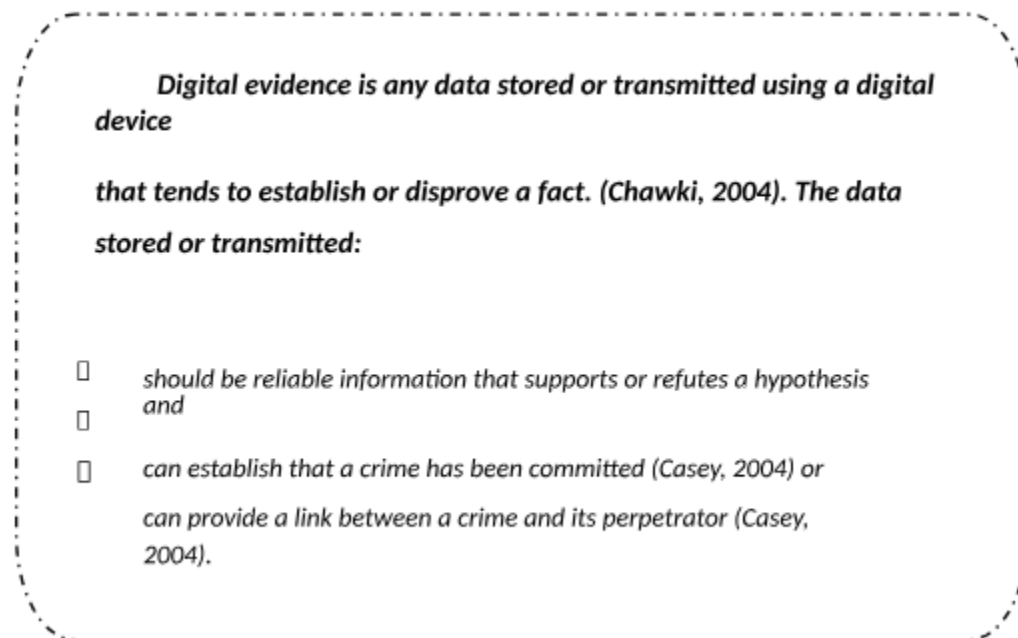 Digital evidence is any data stored or transmitted using a digital
device
that tends to establish or disprove a fact. (Chawki, 2004). The data
stored or transmitted:
should be reliable information that supports or refutes a hypothesis
and
can establish that a crime has been committed (Casey, 2004) or
can provide a link between a crime and its perpetrator (Casey,
2004).